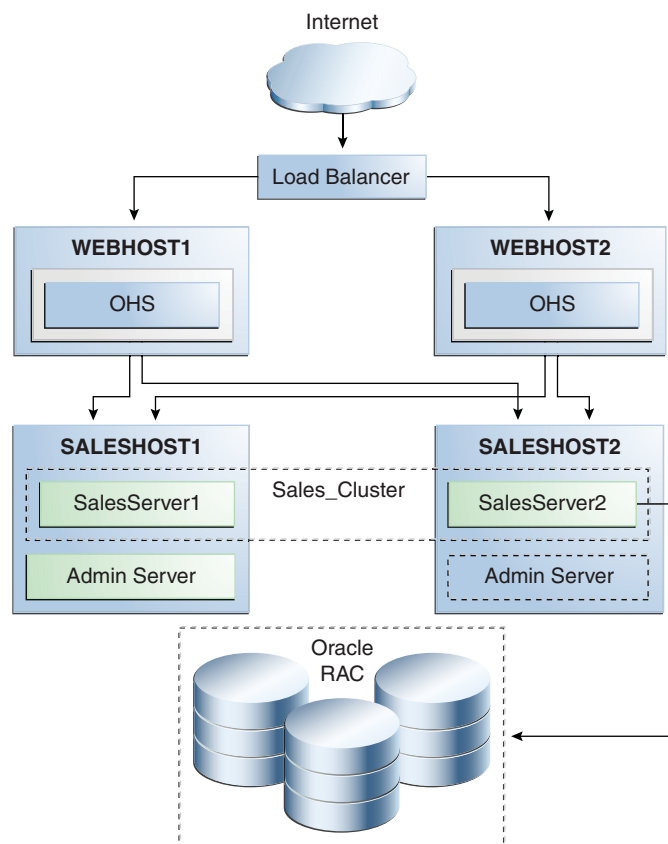 Internet
Load Balancer
WEBHOST1
OHS
WEBHOST2
OHS
SALESHOST1
SALESHOST2
Sales_Cluster
SalesServer1
SalesServer2
Admin Server
Admin Server
Oracle
RAC